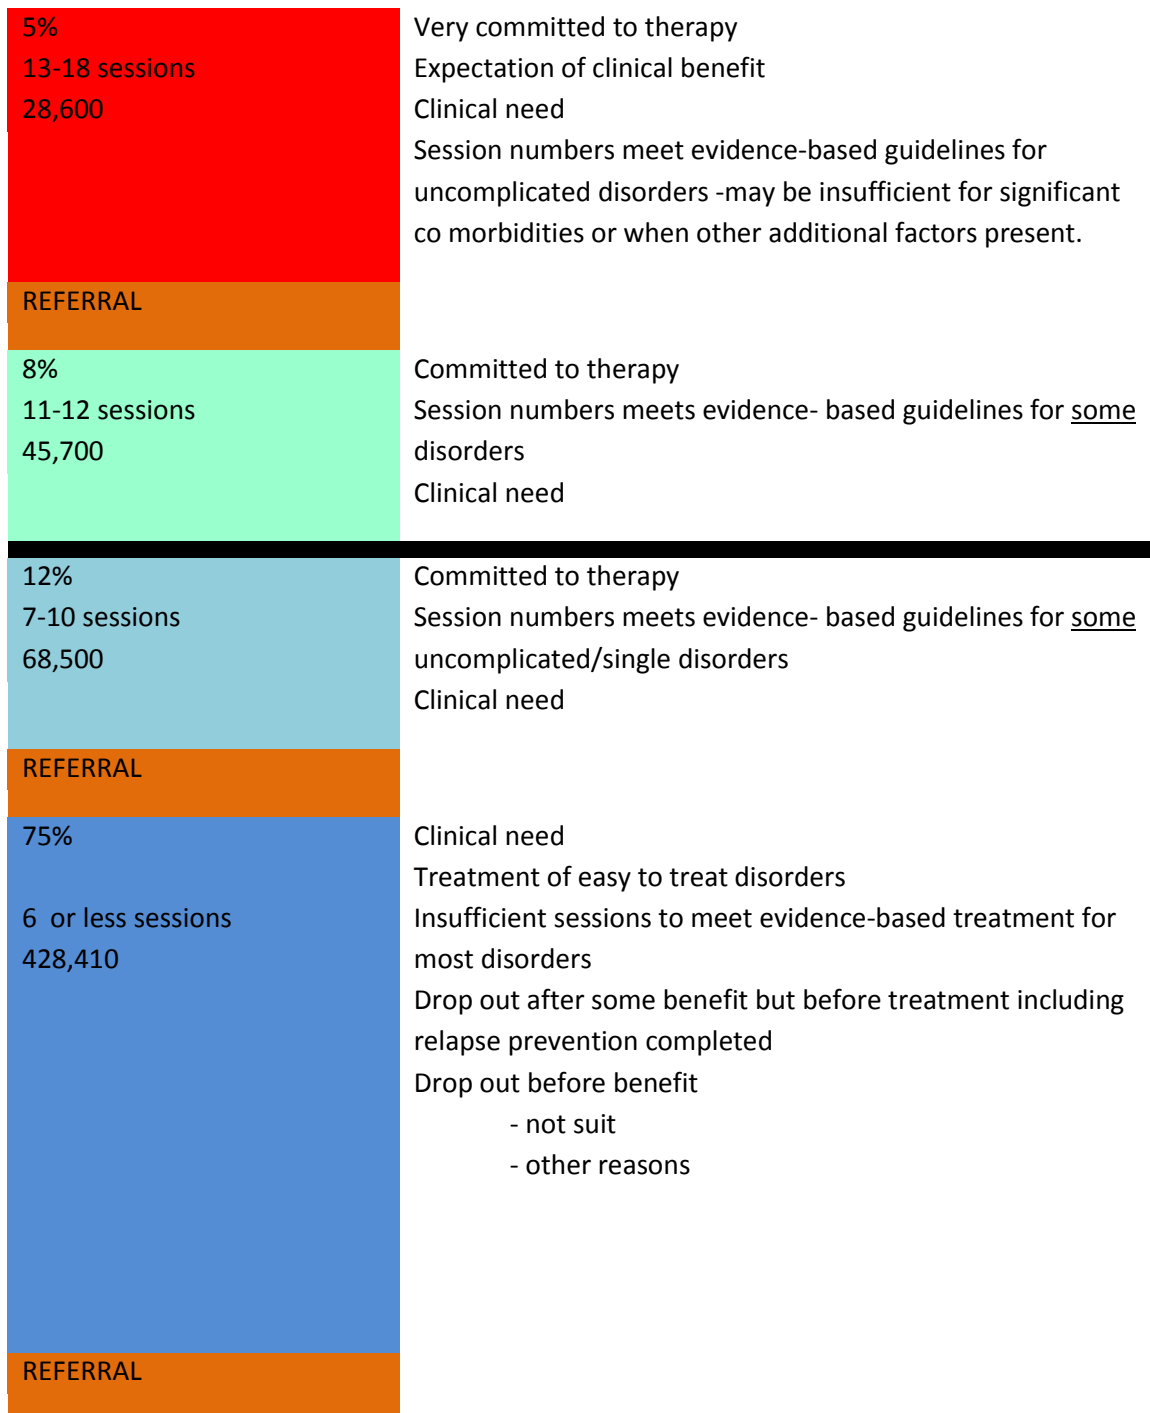 5%
13-18 sessions
28,600
Very committed to therapy
Expectation of clinical benefit
Clinical need
Session numbers meet evidence-based guidelines for
uncomplicated disorders -may be insufficient for significant
co morbidities or when other additional factors present.
REFERRAL
8%
11-12 sessions
45,700
Committed to therapy
Session numbers meets evidence- based guidelines for some
disorders
Clinical need
12%
7-10 sessions
68,500
Committed to therapy
Session numbers meets evidence- based guidelines for some
uncomplicated/single disorders
Clinical need
REFERRAL
75%
6  or less sessions
428,410
Clinical need
Treatment of easy to treat disorders
Insufficient sessions to meet evidence-based treatment for
most disorders
Drop out after some benefit but before treatment including
relapse prevention completed
Drop out before benefit
- not suit
- other reasons
REFERRAL